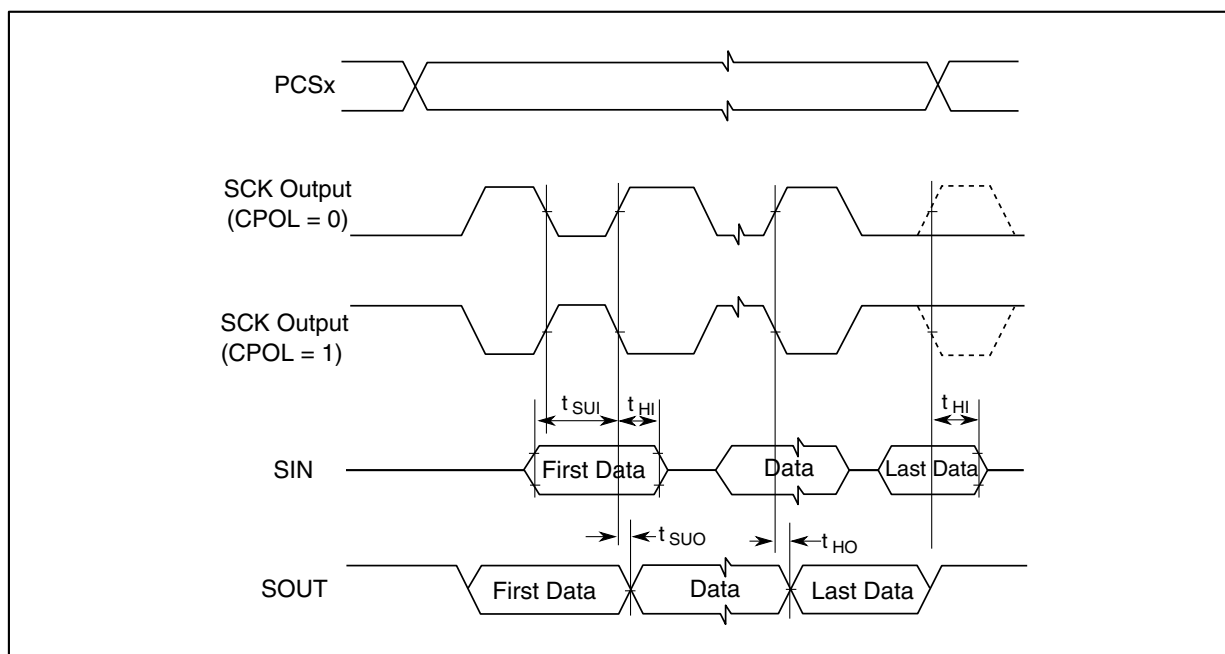 PCSx
SCK Output
(CPOL = 0)
SCK Output
(CPOL = 1)
t SUI
t HI
t HI
SIN
First Data
Data
Last Data
t SUO
t HO
SOUT
First Data
Data
Last Data